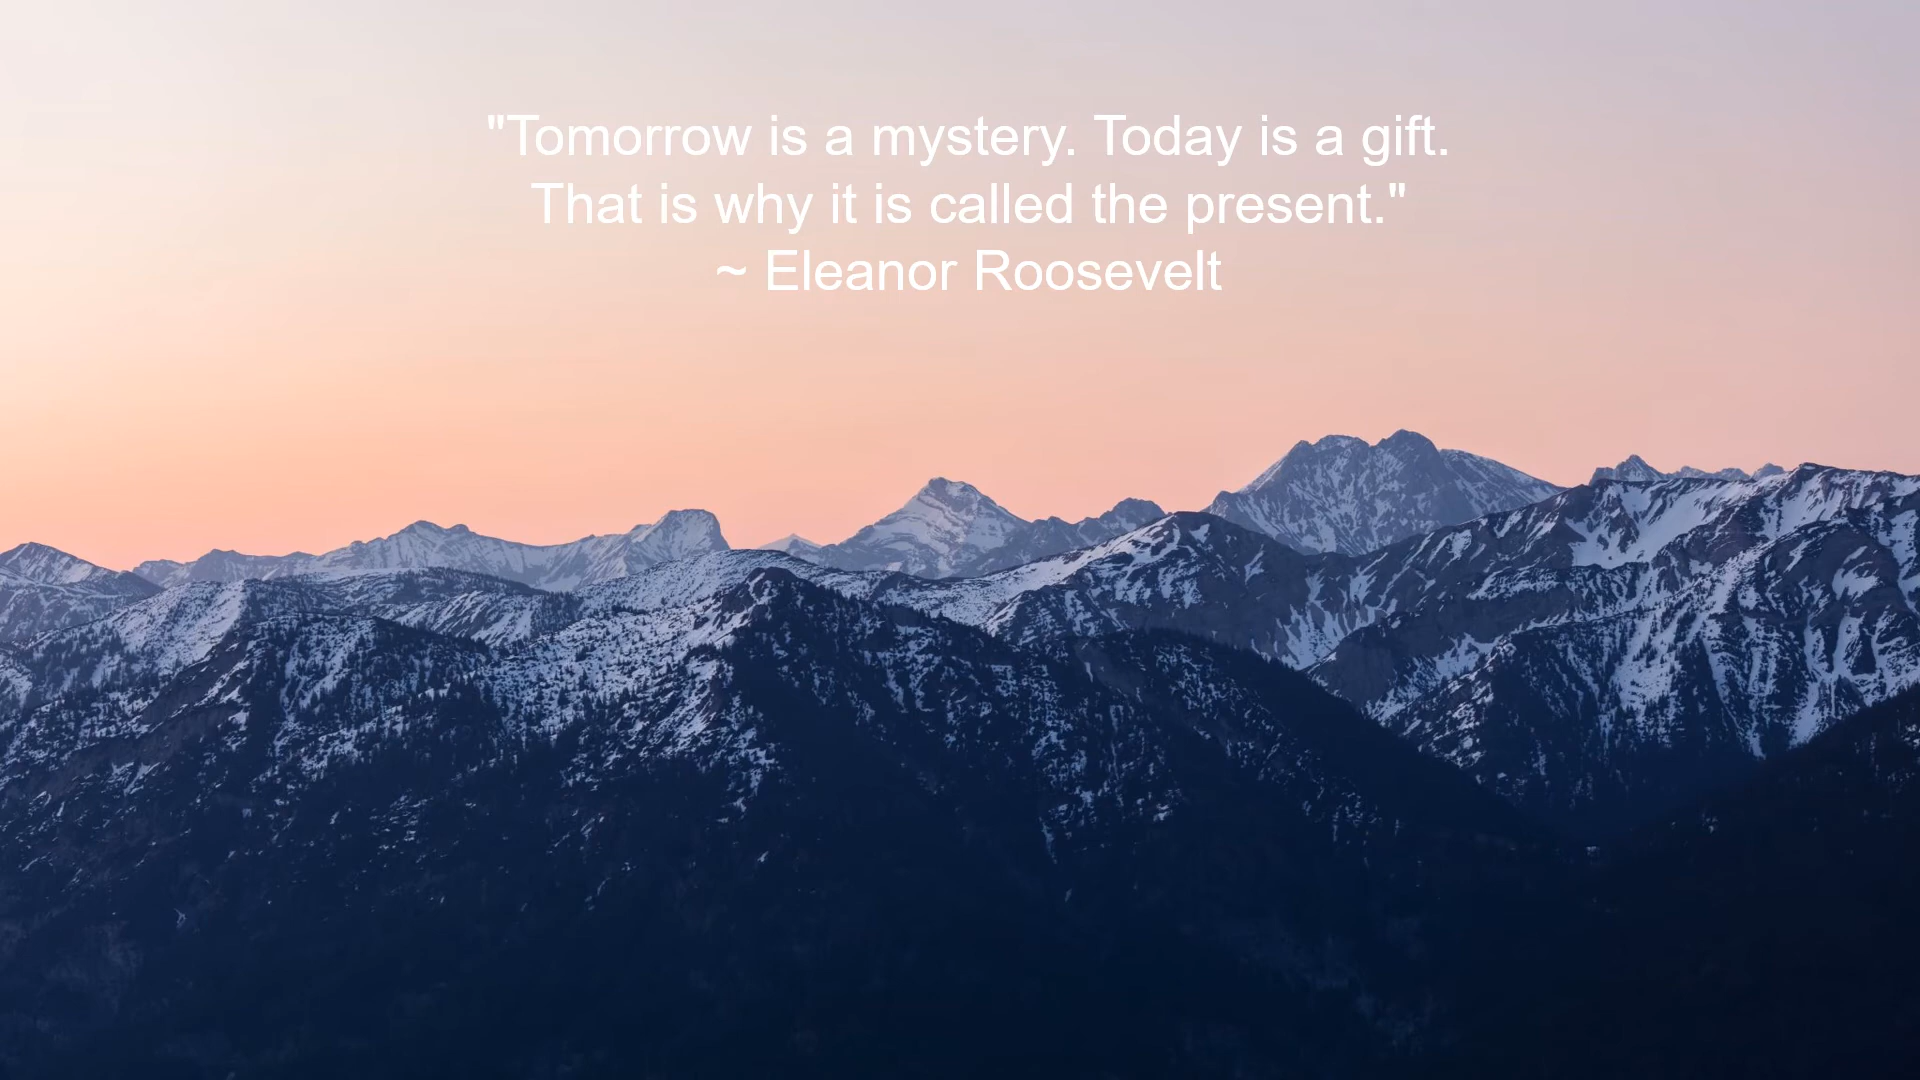 "Tomorrow is a mystery. Today is a gift.
That is why it is called the present."
~ Eleanor Roosevelt